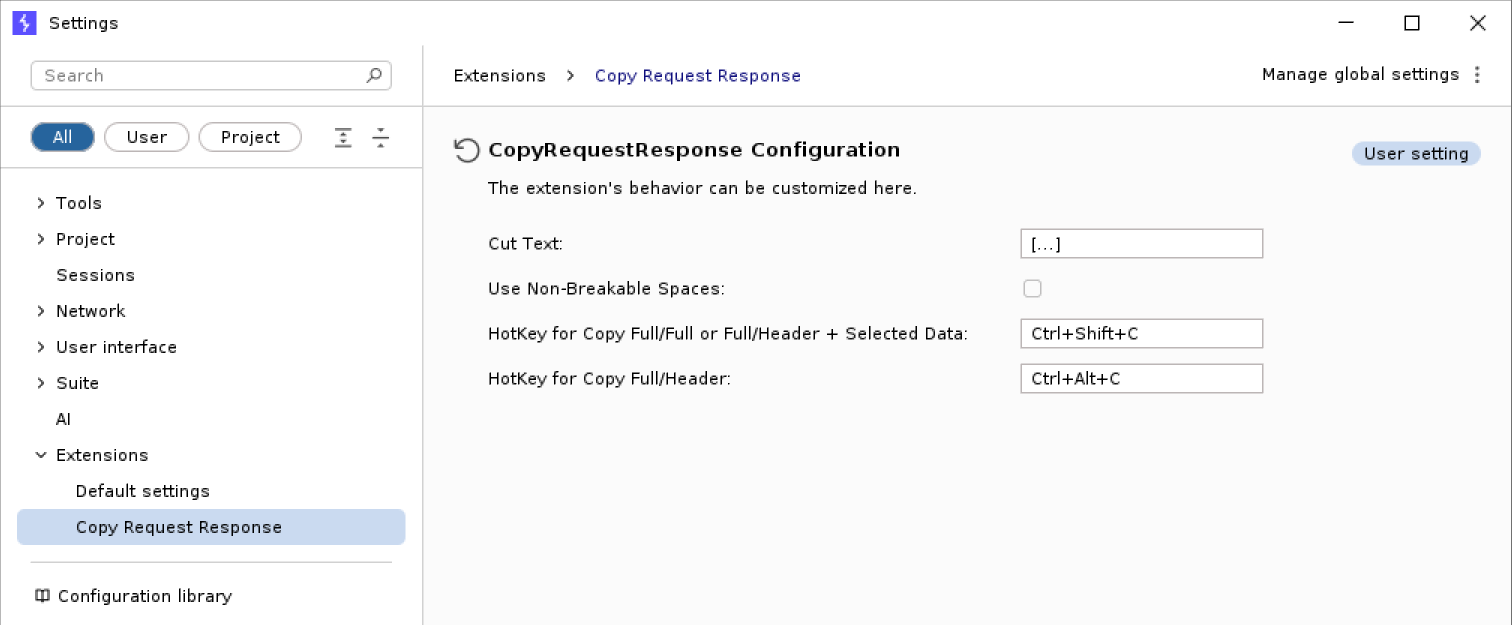 Settings
Search
Extensions > Copy Request Response
Manage global settings
All User Project
CopyRequestResponse Configuration
User setting
The extension's behavior can be customized here.
Tools
Project
Sessions
Network
User interface
Suite
AI
Extensions
Default settings
Copy Request Response
Configuration library
Cut Text: [...]
Use Non-Breakable Spaces:
HotKey for Copy Full/Full or Full/Header + Selected Data: Ctrl+Shift+C
HotKey for Copy Full/Header: Ctrl+Alt+C